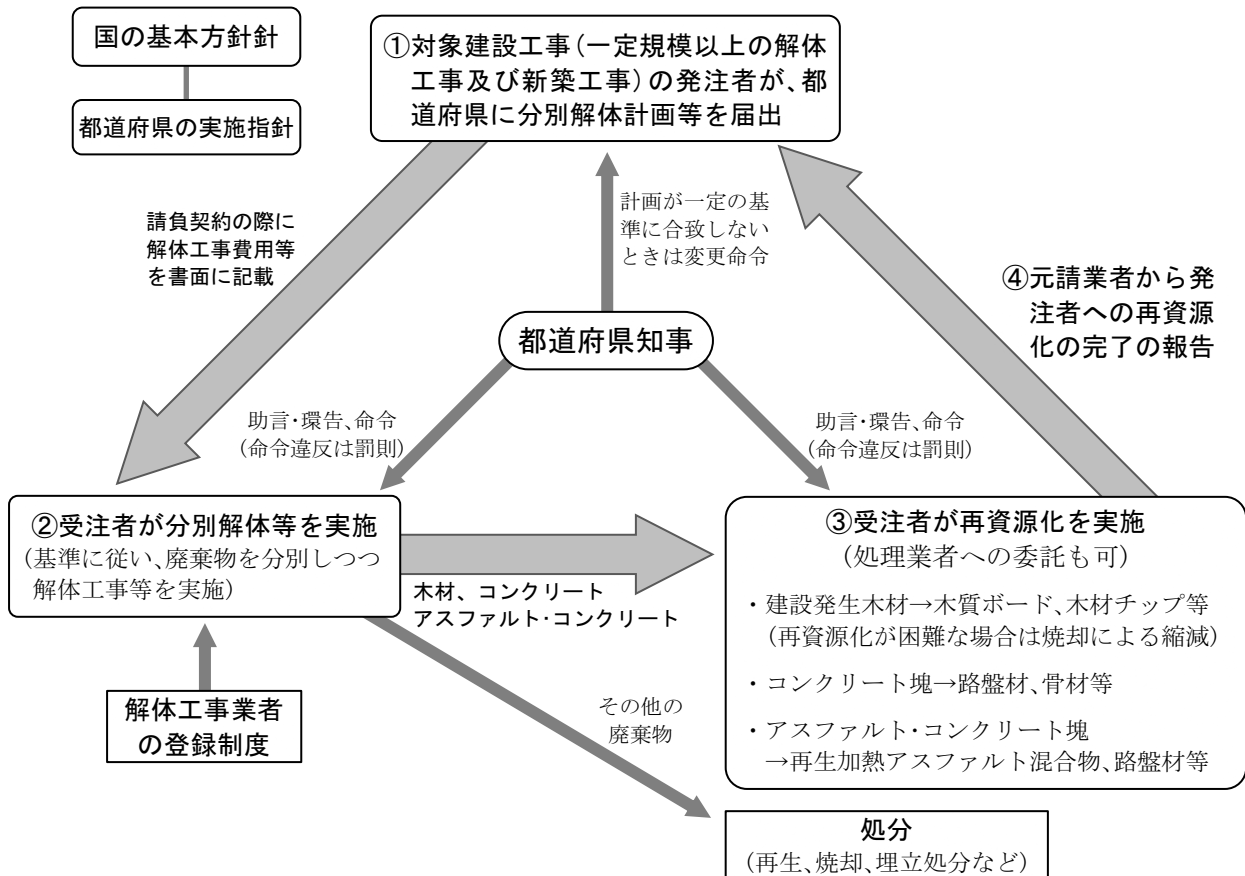 国の基本方針針
都道府県の実施指針
①対象建設工事(一定規模以上の解体
工事及び新築工事)の発注者が、都
道府県に分別解体計画等を届出
請負契約の際に
解体工事費用等
を書面に記載
計画が一定の基
準に合致しない
ときは変更命令
④元請業者から発
注者への再資源
化の完了の報告
都道府県知事
助言・環告、命令
(命令違反は罰則)
助言・環告、命令
(命令違反は罰則)
②受注者が分別解体等を実施
(基準に従い、廃棄物を分別しつつ
解体工事等を実施)
木材、コンクリート
アスファルト・コンクリート
③受注者が再資源化を実施
(処理業者への委託も可)
・建設発生木材→木質ボード、木材チップ等
(再資源化が困難な場合は焼却による縮減)
・コンクリート塊→路盤材、骨材等
・アスファルト・コンクリート塊
→再生加熱アスファルト混合物、路盤材等
解体工事業者
の登録制度
その他の
廃棄物
処分
(再生、焼却、埋立処分など)